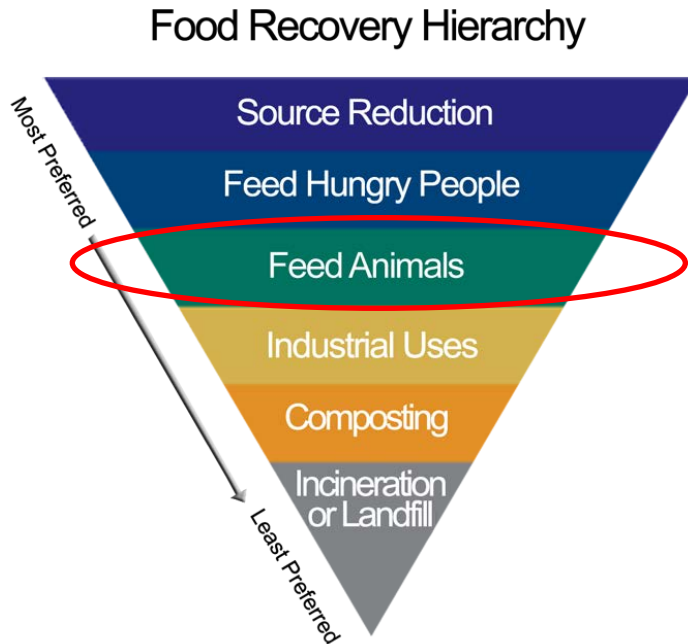 Food Recovery Hierarchy
Most Preferred
Source Reduction
Feed Hungry People
Feed Animals
Industrial Uses
Composting
Incineration
or Landfill
Least Preferred